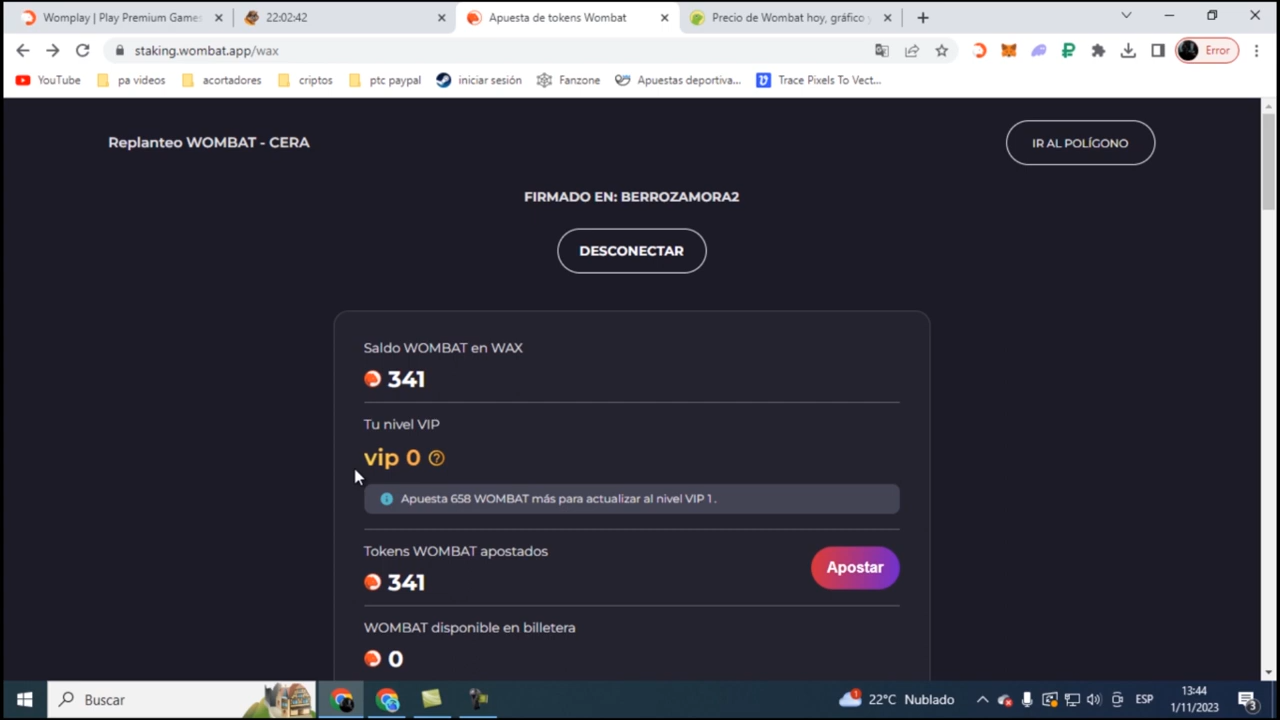 Womplay | Play Premium Games
22:02:42
Apuesta de tokens Wombat
Precio de Wombat hoy, gráfico y
staking.wombat.app/wax
Error
YouTube
pa videos
acortadores
criptos
ptc paypal
iniciar sesión
Fanzone
Apuestas deportiva...
Trace Pixels To Vect...
Replanteo WOMBAT - CERA
IR AL POLÍGONO
FIRMADO EN: BERROZAMORA2
DESCONECTAR
Saldo WOMBAT en WAX
341
Tu nivel VIP
vip 0
Apuesta 658 WOMBAT más para actualizar al nivel VIP 1 .
Tokens WOMBAT apostados
341
Apostar
WOMBAT disponible en billetera
0
Buscar
22°C Nublado
ESP
13:44
1/11/2023
3